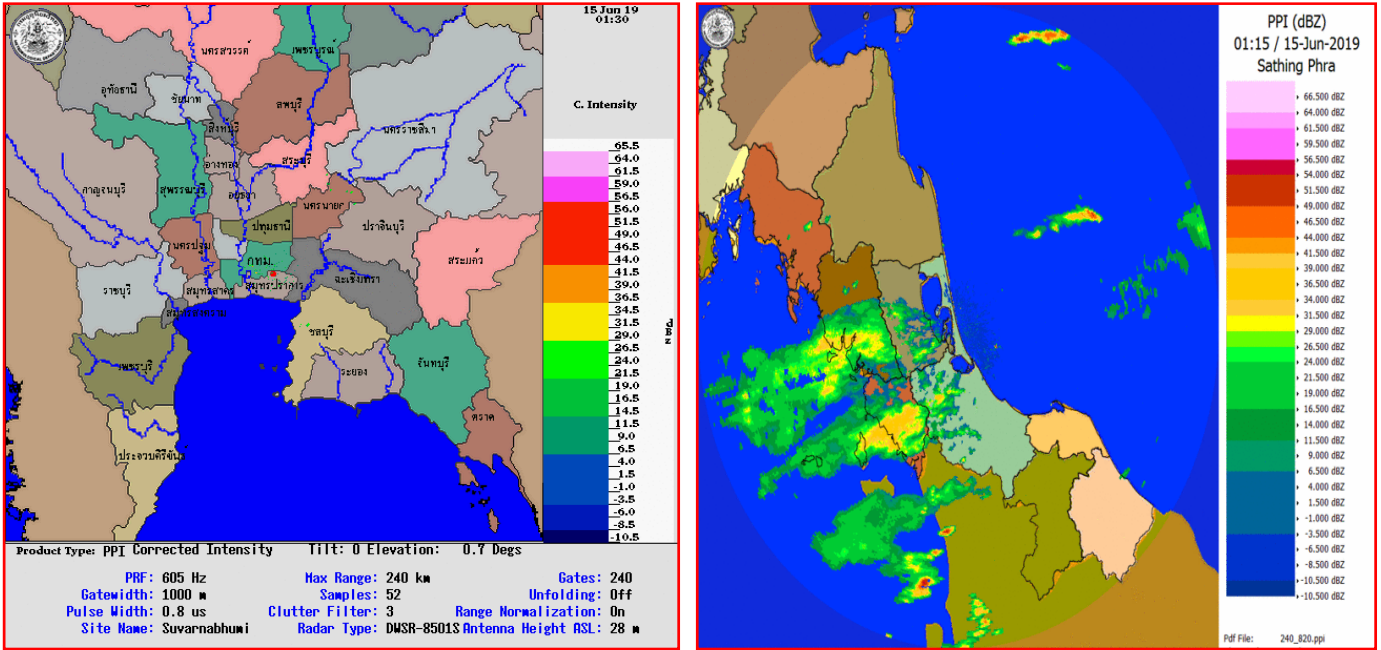 15 Jun 19
01:30
C. Intensity
65.5
64.0
61.5
59.0
56.5
56.0
51.5
49.0
46.5
44.0
41.5
39.0
36.5
34.5
31.5
29.0
26.5
24.0
21.5
19.0
16.5
14.5
11.5
9.0
6.5
4.0
1.5
-1.0
-3.5
-6.0
-8.5
-10.5
นครสวรรค์
เพชรบูรณ์
อุทัยธานี
ชัยนาท
ลพบุรี
สิงห์บุรี
นครราชสีมา
อ่างทอง
สระบุรี
กาญจนบุรี
สุพรรณบุรี
อยุธยา
นครนายก
ปทุมธานี
ปราจีนบุรี
นครปฐม
กทม.
สระแก้ว
ราชบุรี
สมุทรสาคร
สมุทรปราการ
ฉะเชิงเทรา
สมุทรสงคราม
ชลบุรี
เพชรบุรี
ระยอง
จันทบุรี
ตราด
ประจวบคีรีขันธ์
Product Type: PPI Corrected Intensity Tilt: 0 Elevation: 0.7 Degs
PRF: 605 Hz Max Range: 240 km Gates: 240
Gatewidth: 1000 m Samples: 52 Unfolding: Off
Pulse Width: 0.8 us Clutter Filter: 3 Range Normalization: On
Site Name: Suvarnabhumi Radar Type: DWSR-8501S Antenna Height ASL: 28 m
PPI (dBZ)
01:15 / 15-Jun-2019
Sathing Phra
66.500 dBZ
64.000 dBZ
61.500 dBZ
59.500 dBZ
56.500 dBZ
54.000 dBZ
51.500 dBZ
49.000 dBZ
46.500 dBZ
44.000 dBZ
41.500 dBZ
39.000 dBZ
36.500 dBZ
34.000 dBZ
31.500 dBZ
29.000 dBZ
26.500 dBZ
24.000 dBZ
21.500 dBZ
19.000 dBZ
16.500 dBZ
14.000 dBZ
11.500 dBZ
9.000 dBZ
6.500 dBZ
4.000 dBZ
1.500 dBZ
-1.000 dBZ
-3.500 dBZ
-6.500 dBZ
-8.500 dBZ
-10.500 dBZ
-10.500 dBZ
Pdf File: 240_820.ppi